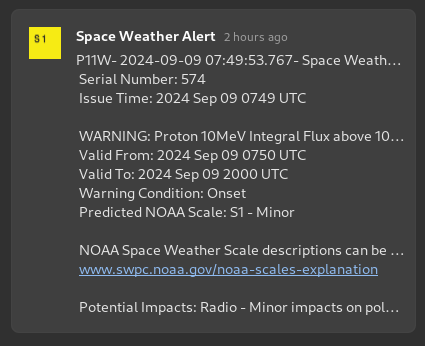 S1
Space Weather Alert 2 hours ago
P11W- 2024-09-09 07:49:53.767- Space Weath...
Serial Number: 574
Issue Time: 2024 Sep 09 0749 UTC
WARNING: Proton 10MeV Integral Flux above 10...
Valid From: 2024 Sep 09 0750 UTC
Valid To: 2024 Sep 09 2000 UTC
Warning Condition: Onset
Predicted NOAA Scale: S1 - Minor
NOAA Space Weather Scale descriptions can be ...
www.swpc.noaa.gov/noaa-scales-explanation
Potential Impacts: Radio - Minor impacts on pol...